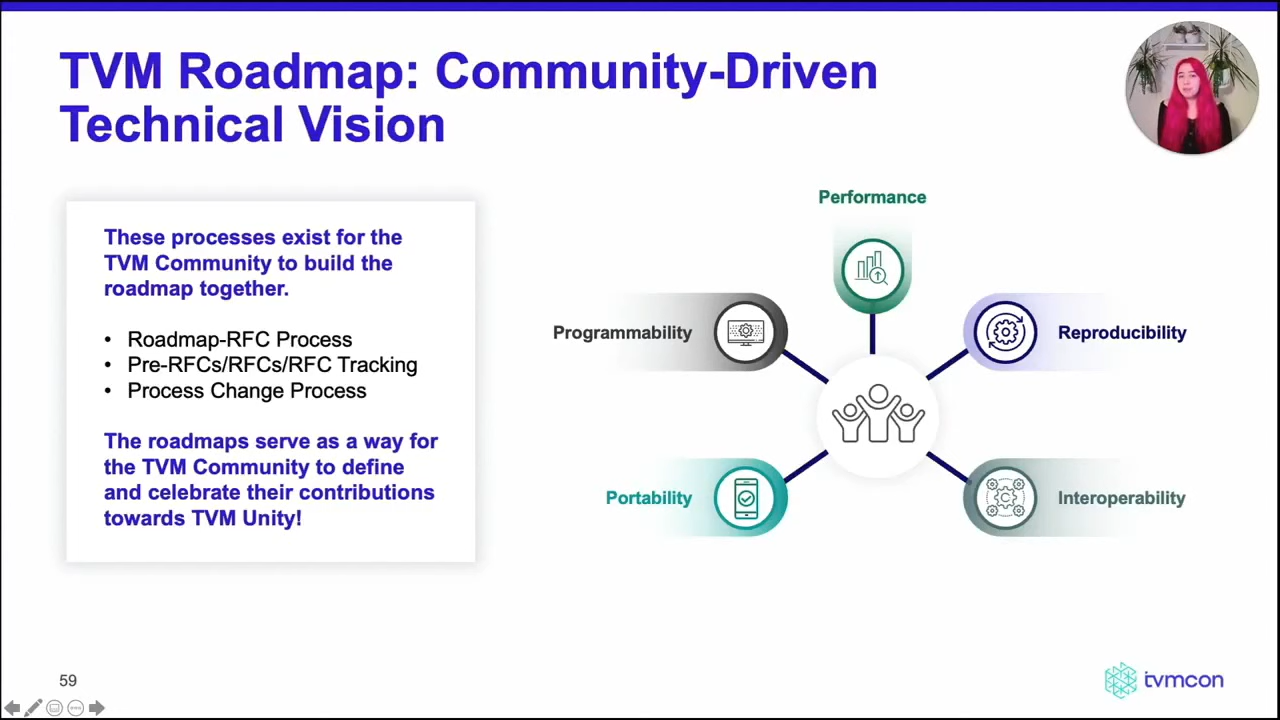 TVM Roadmap: Community-Driven
Technical Vision
These processes exist for the
TVM Community to build the
roadmap together.
• Roadmap-RFC Process
• Pre-RFCs/RFCs/RFC Tracking
• Process Change Process
The roadmaps serve as a way for
the TVM Community to define
and celebrate their contributions
towards TVM Unity!
Performance
Programmability
Reproducibility
Portability
Interoperability
C
59
tvmcon